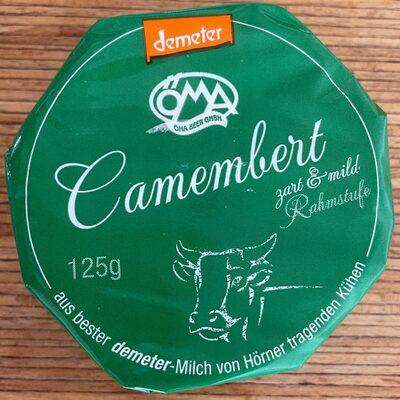 demeter
ÖMA
ÖMA BEER GMBH
Camembert
zart & mild
Rahmstufe
125g
aus bester demeter-Milch von Hörner tragenden Kühen